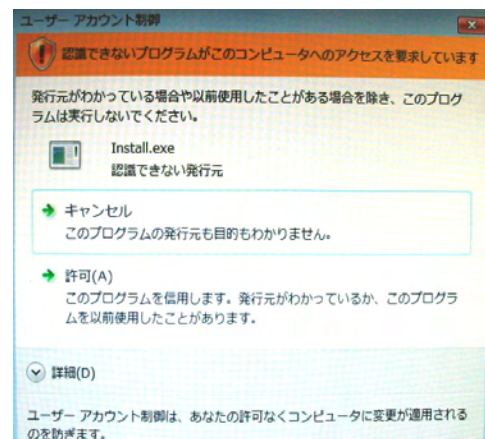 ユーザー アカウント制御
認識できないプログラムがこのコンピュータへのアクセスを要求しています
発行元がわかっている場合や以前使用したことがある場合を除き、このプログ
ラムは実行しないでください。
Install.exe
認識できない発行元
キャンセル
このプログラムの発行元も目的もわかりません。
許可(A)
このプログラムを信用します。発行元がわかっているか、このプログラ
ムを以前使用したことがあります。
詳細(D)
ユーザー アカウント制御は、あなたの許可なくコンピュータに変更が適用される
のを防ぎます。